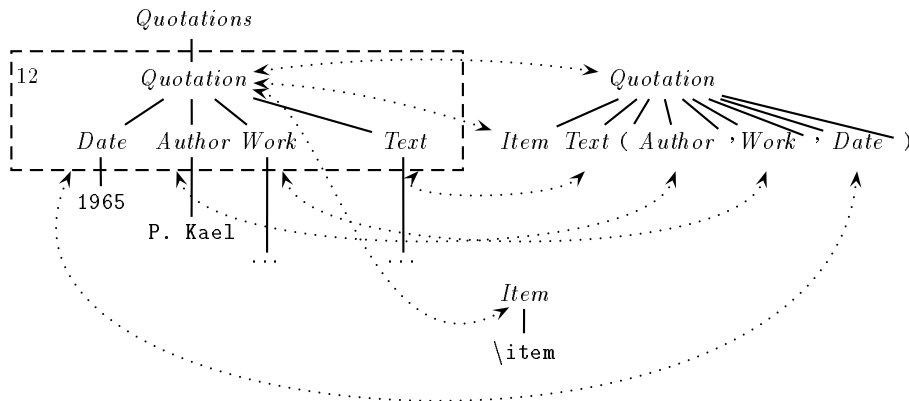 Quotations
12
Quotation Quotation
Date Author Work Text Item Text ( Author , Work , Date )
1965
P. Kael
... ...
Item
\item